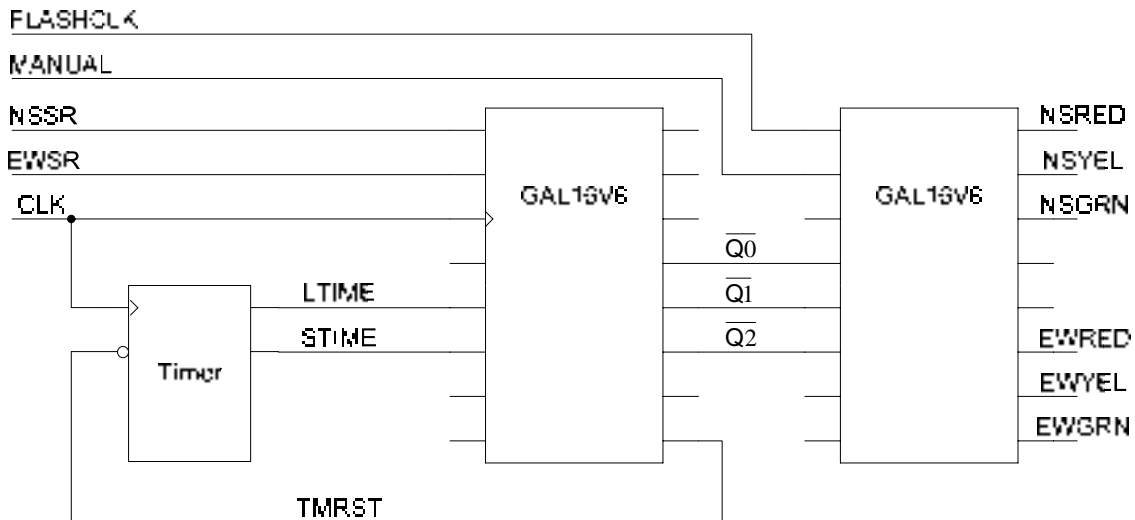 FLASHCLK
MANUAL
NSSR
EWSR
CLK
GAL16V6
GAL16V6
NSRED
NSYEL
NSGRN
Q0
Q1
Q2
LTIME
STIME
Timer
EWRED
EWYEL
EWGRN
TMRST